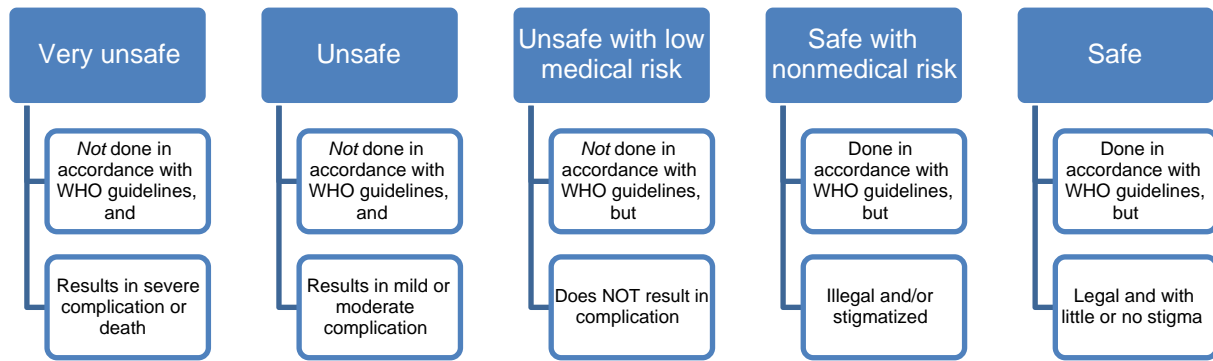 Very unsafe
Not done in
accordance with
WHO guidelines,
and
Results in severe
complication or
death
Unsafe
Not done in
accordance with
WHO guidelines,
and
Results in mild or
moderate
complication
Unsafe with low
medical risk
Not done in
accordance with
WHO guidelines,
but
Does NOT result in
complication
Safe with
nonmedical risk
Done in
accordance with
WHO guidelines,
but
Illegal and/or
stigmatized
Safe
Done in
accordance with
WHO guidelines,
but
Legal and with
little or no stigma